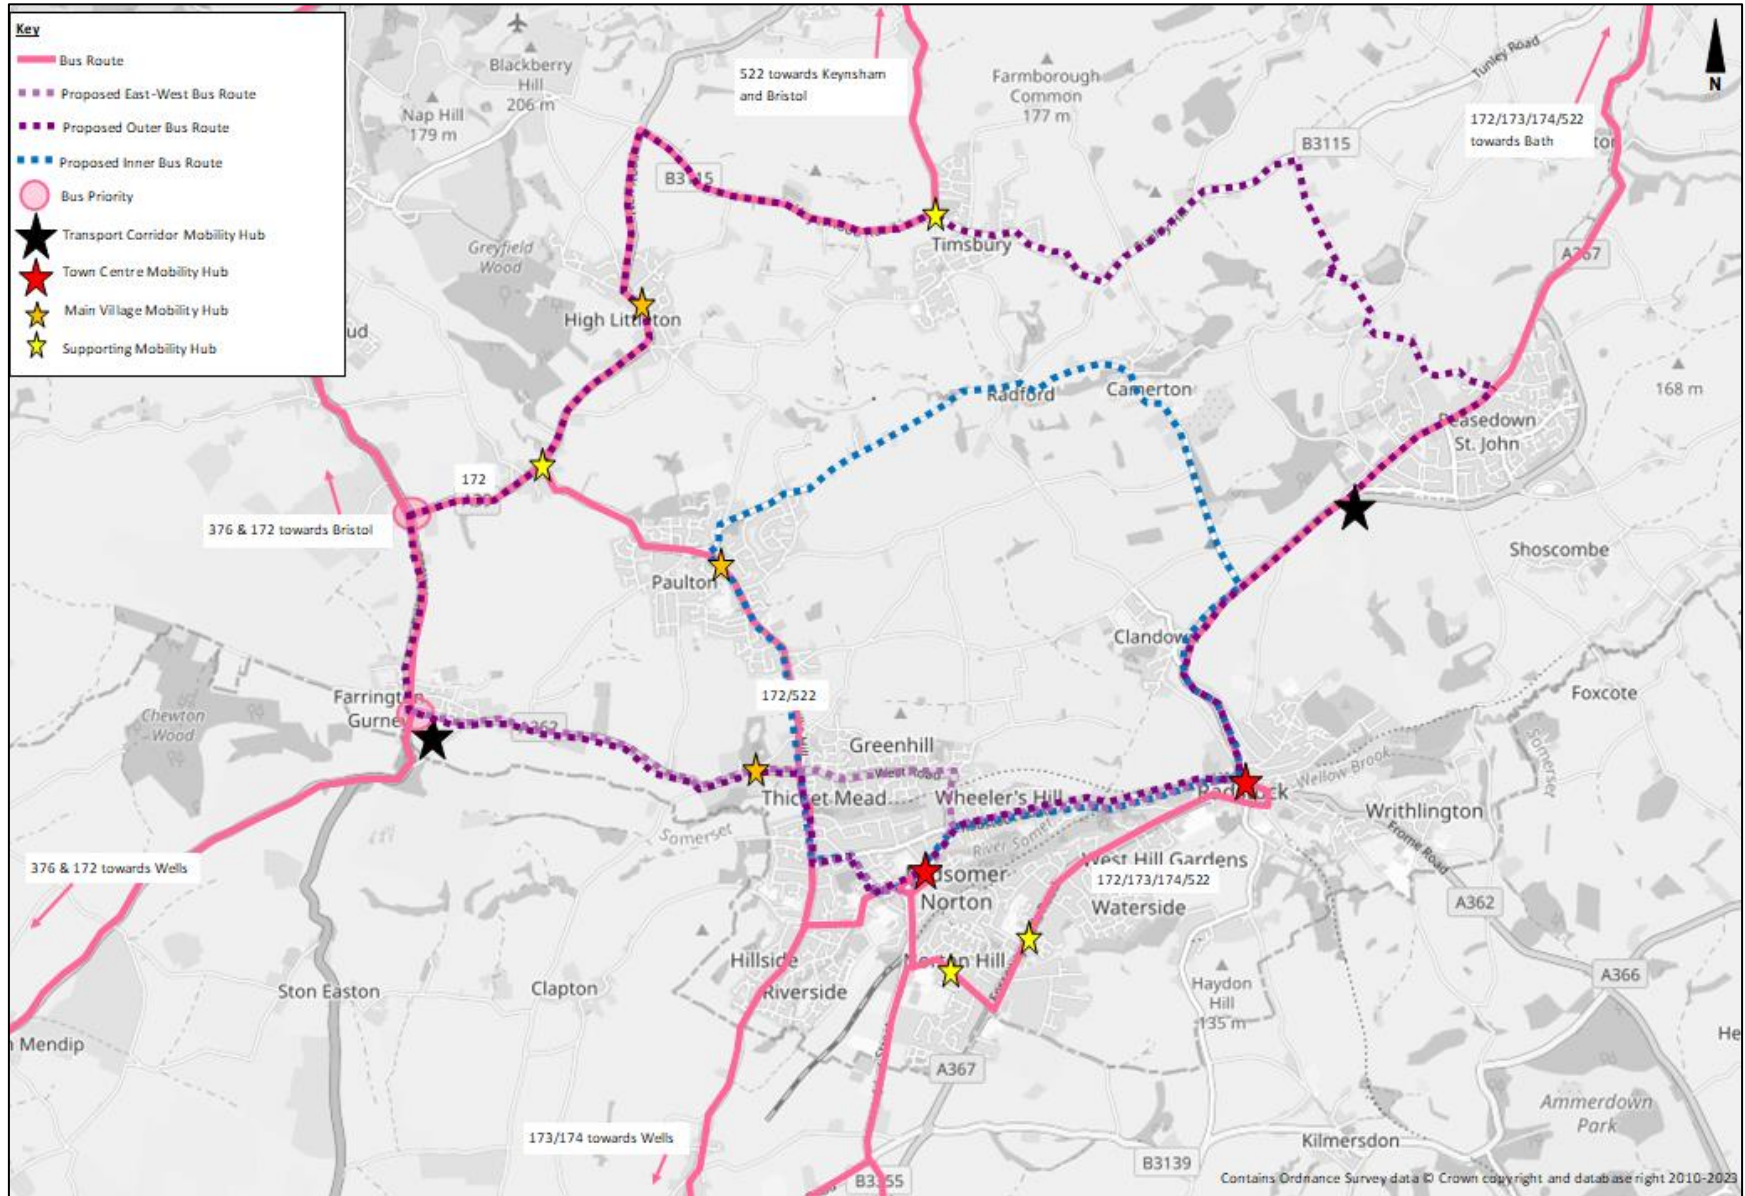 Key
Bus Route
Proposed East-West Bus Route
Proposed Outer Bus Route
Proposed Inner Bus Route
Bus Priority
Transport Corridor Mobility Hub
Town Centre Mobility Hub
Main Village Mobility Hub
Supporting Mobility Hub
Blackberry
Hill
206 m
Nap Hill
179 m
522 towards Keynsham
and Bristol
Farmborough
Common
177 m
Tunley Road
N
172/173/174/522
towards Bath
B3115
B3115
Greyfield
Wood
Timsbury
A367
High Littleton
Radford
Camerton
168 m
Peasedown
St. John
172
376 & 172 towards Bristol
Shoscombe
Paulton
Clandown
172/522
Farrington
Gurney
Chewton
Wood
Foxcote
Greenhill
West Road
Thicket Mead
Wheeler's Hill
Radstock
Wellow Brook
Somerset
Writhlington
Somerset
River Somer
Frome Road
376 & 172 towards Wells
Midsomer
Norton
West Hill Gardens
172/173/174/522
Waterside
A362
Hillside
Norton Hill
Riverside
Haydon
Hill
135 m
A366
Ston Easton
Clapton
Mendip
A367
Ammerdown
Park
173/174 towards Wells
Kilmersdon
B3139
B3355
Contains Ordnance Survey data © Crown copyright and database right 2010-2023